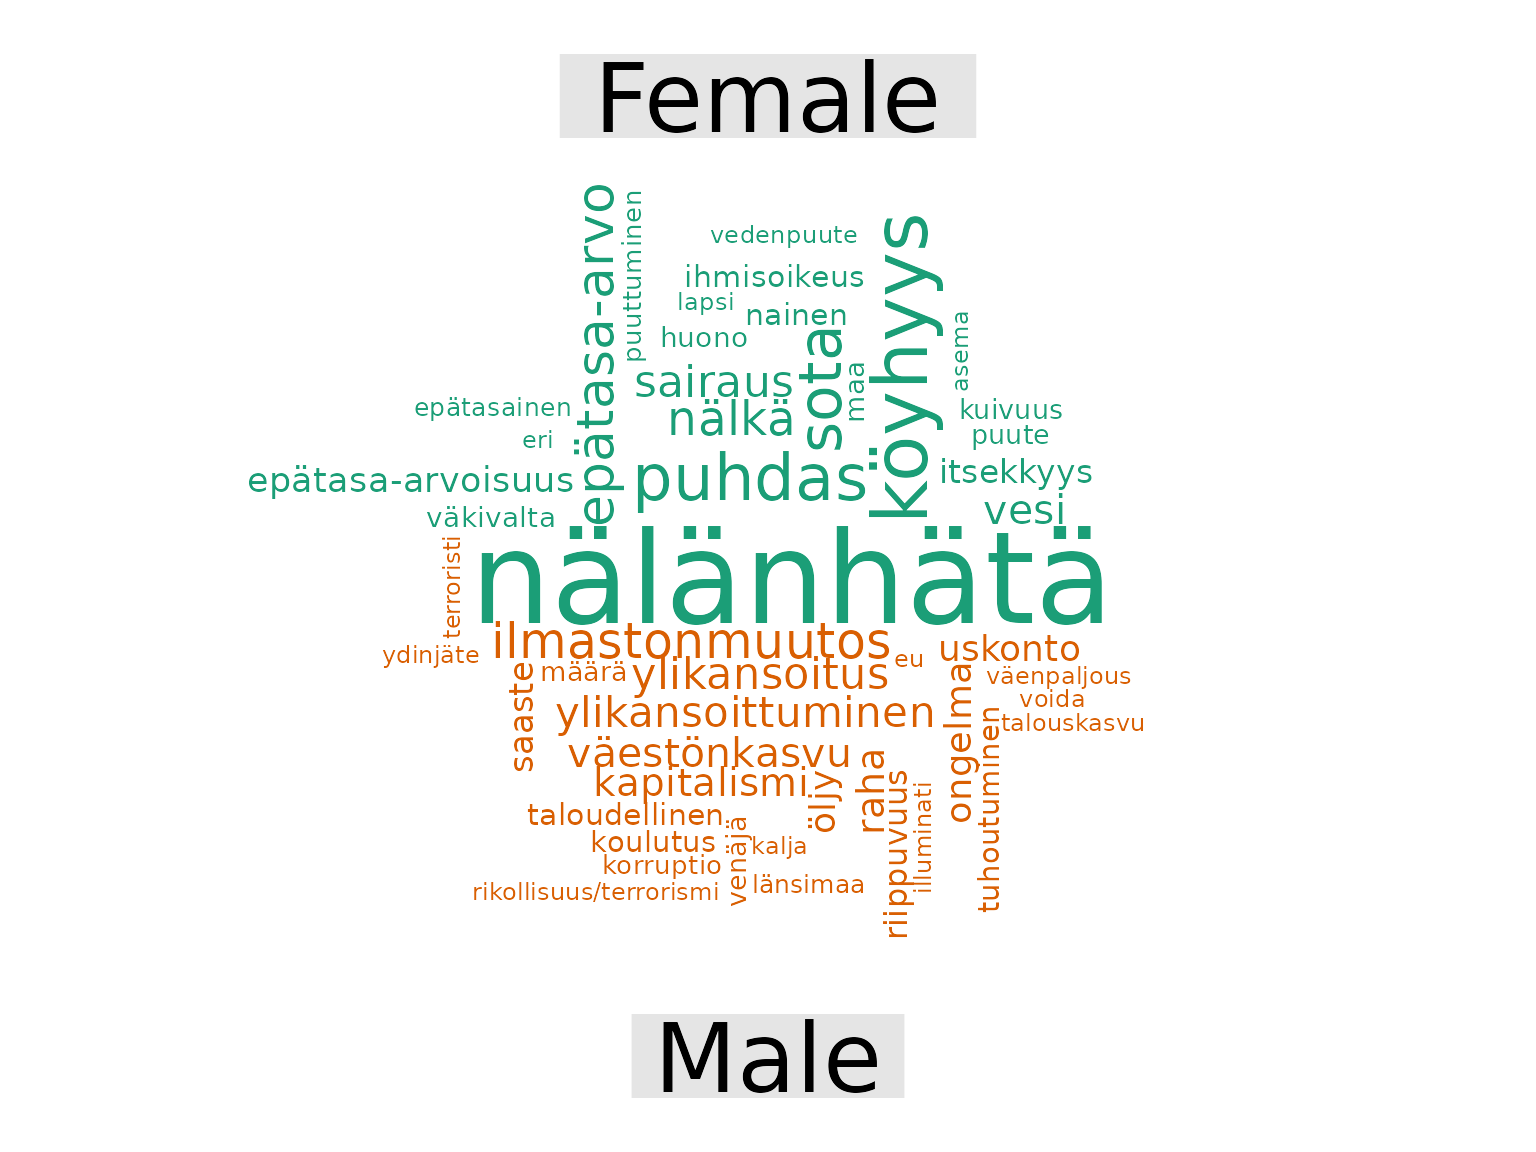 Female
epätasa-arvo
puuttuminen
vedenpuute
ihmisoikeus
lapsi
nainen
huono
sairaus
nälkä
sota
maa
köyhyys
asema
epätasainen
eri
epätasa-arvoisuus
väkivalta
puhdas
kuivuus
puute
itsekkyys
vesi
nälänhätä
terroristi
ydinjäte
ilmastonmuutos
eu
uskonto
saaste
määrä
ylikansoitus
väenpaljous
voida
talouskasvu
ylikansoittuminen
ongelma
tuhoutuminen
väestönkasvu
kapitalismi
öljy
raha
riippuvuus
illuminati
taloudellinen
koulutus
venäjä
kalja
korruptio
rikollisuus/terrorismi
länsimaa
Male